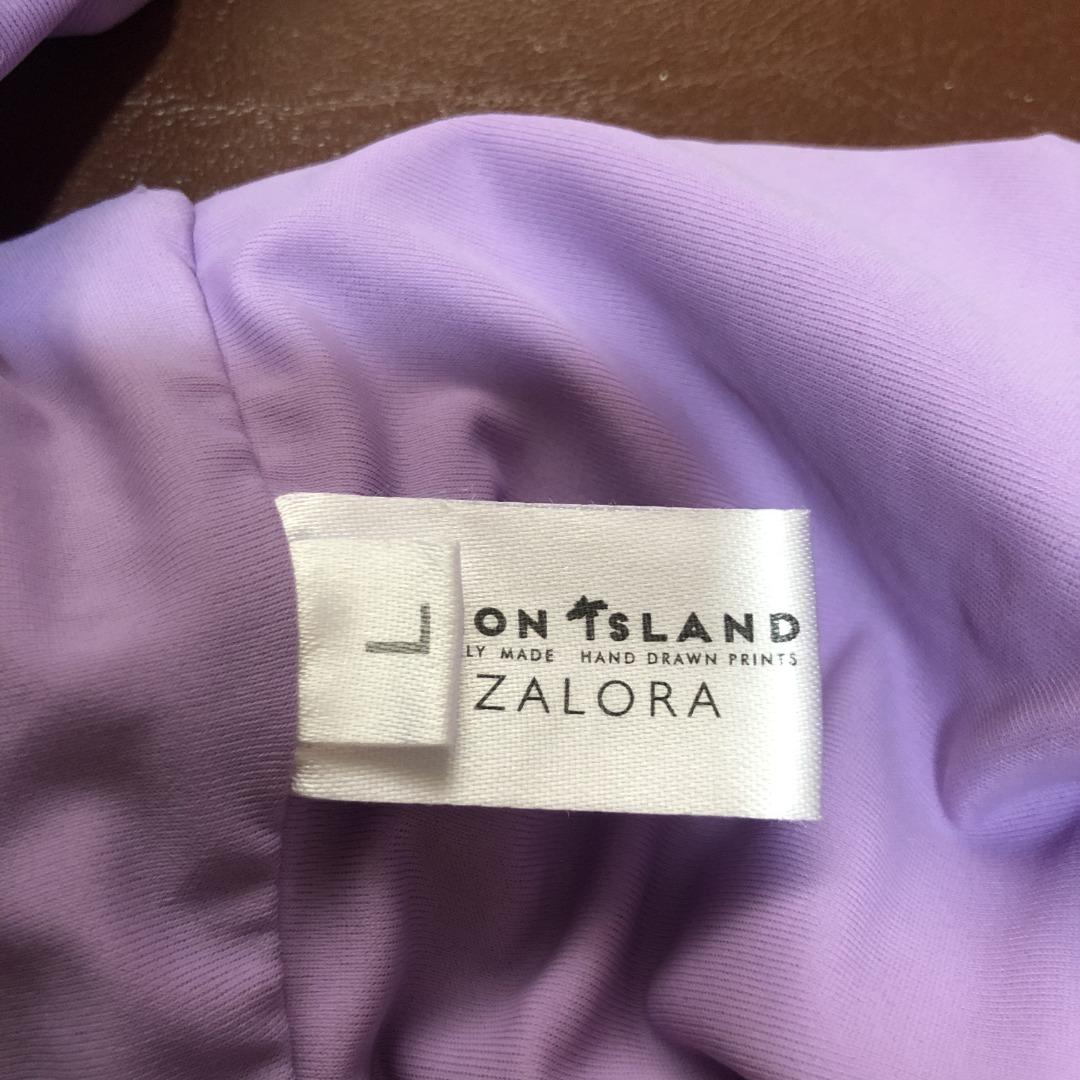 L
ON ISLAND
LY MADE HAND DRAWN PRINTS
ZALORA